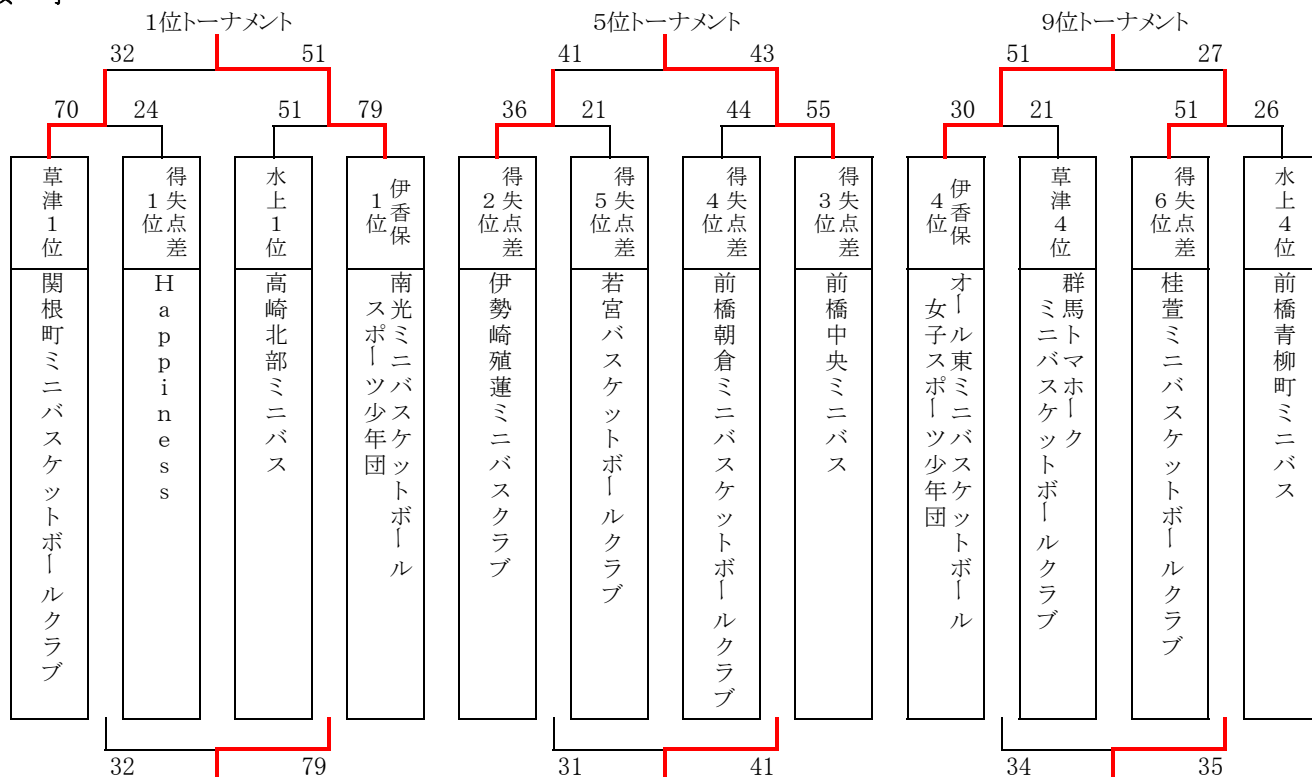 1位トーナメント 5位トーナメント 9位トーナメント
32 51 41 43 51 27
70 24 51 79 36 21 44 55 30 21 51 26
草津1位
得失点差1位
水上1位
伊香保1位
得失点差2位
得失点差5位
得失点差4位
得失点差3位
伊香保4位
草津4位
得失点差6位
水上4位
関根町ミニバスケットボールクラブ
Happiness
高崎北部ミニバス
南光ミニバスケットボール
スポーツ少年団
伊勢崎殖蓮ミニバスクラブ
若宮バスケットボールクラブ
前橋朝倉ミニバスケットボールクラブ
前橋中央ミニバス
オール東ミニバスケットボール
女子スポーツ少年団
群馬トマホーク
ミニバスケットボールクラブ
桂萱ミニバスケットボールクラブ
前橋青柳町ミニバス
32 79 31 41 34 35